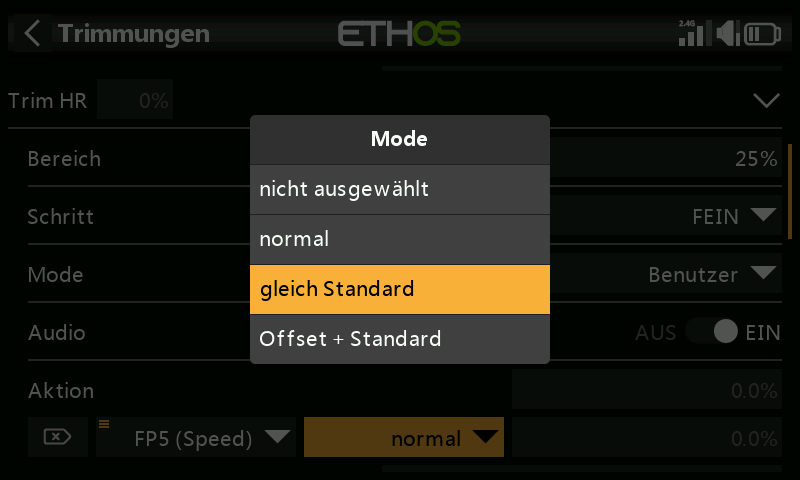 Trimmungen
ETHOS
2.4G
Trim HR 0%
Bereich 25%
Schritt FEIN
Mode Benutzer
Audio AUS EIN
Aktion 0.0%
FP5 (Speed) normal 0.0%
Mode
nicht ausgewählt
normal
gleich Standard
Offset + Standard